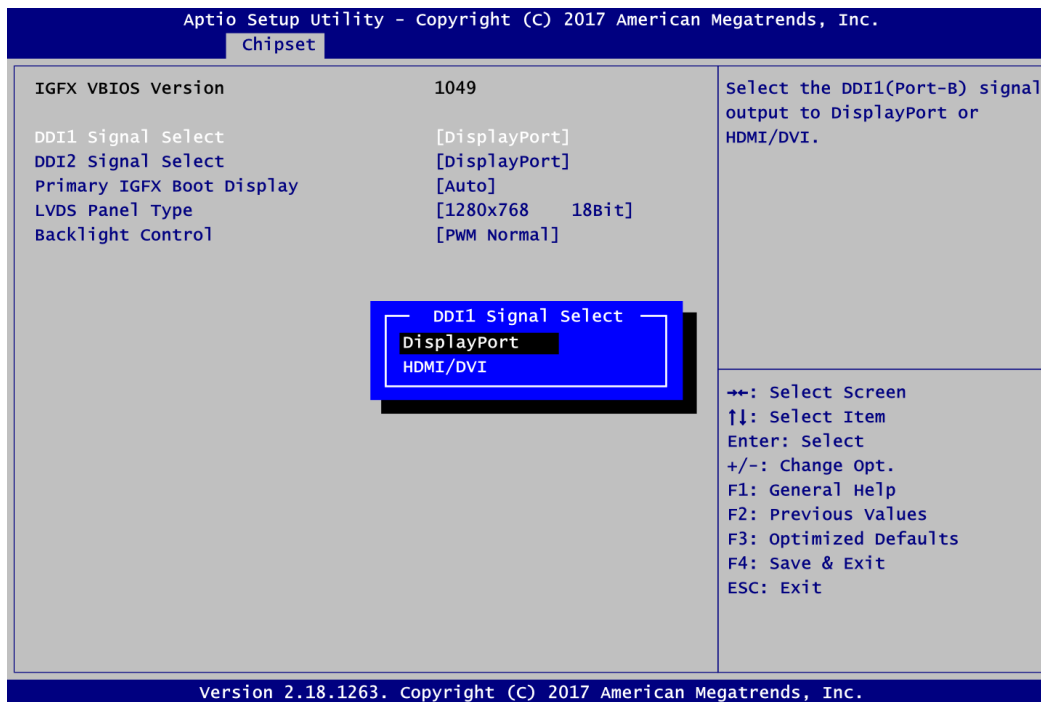 Aptio Setup Utility - Copyright (C) 2017 American Megatrends, Inc.
Chipset
IGFX VBIOS Version 1049
DDI1 Signal Select [DisplayPort]
DDI2 Signal Select [DisplayPort]
Primary IGFX Boot Display [Auto]
LVDS Panel Type [1280x768 18Bit]
Backlight Control [PWM Normal]
Select the DDI1(Port-B) signal
output to DisplayPort or
HDMI/DVI.
DDI1 Signal Select
DisplayPort
HDMI/DVI
→←: Select Screen
↑↓: Select Item
Enter: Select
+/-: Change Opt.
F1: General Help
F2: Previous Values
F3: Optimized Defaults
F4: Save & Exit
ESC: Exit
Version 2.18.1263. Copyright (C) 2017 American Megatrends, Inc.